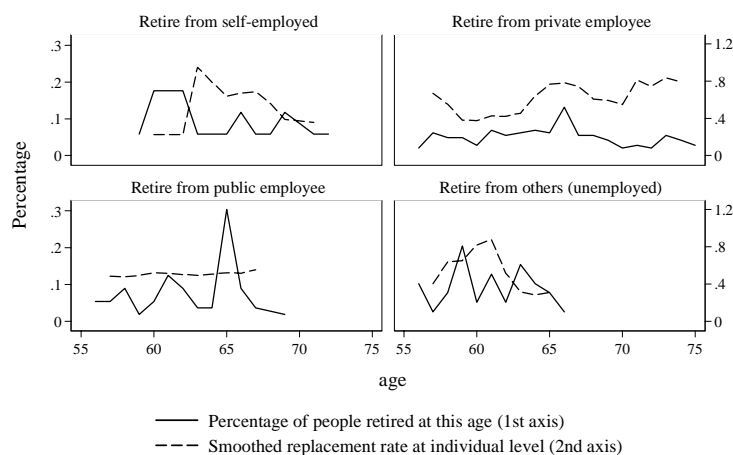 Retire from self-employed
Retire from private employee
.3
.2
.1
0
1.2
.8
.4
0
Retire from public employee
Retire from others (unemployed)
.3
.2
.1
0
1.2
.8
.4
0
Percentage
55 60 65 70 75
55 60 65 70 75
age
Percentage of people retired at this age (1st axis)
Smoothed replacement rate at individual level (2nd axis)